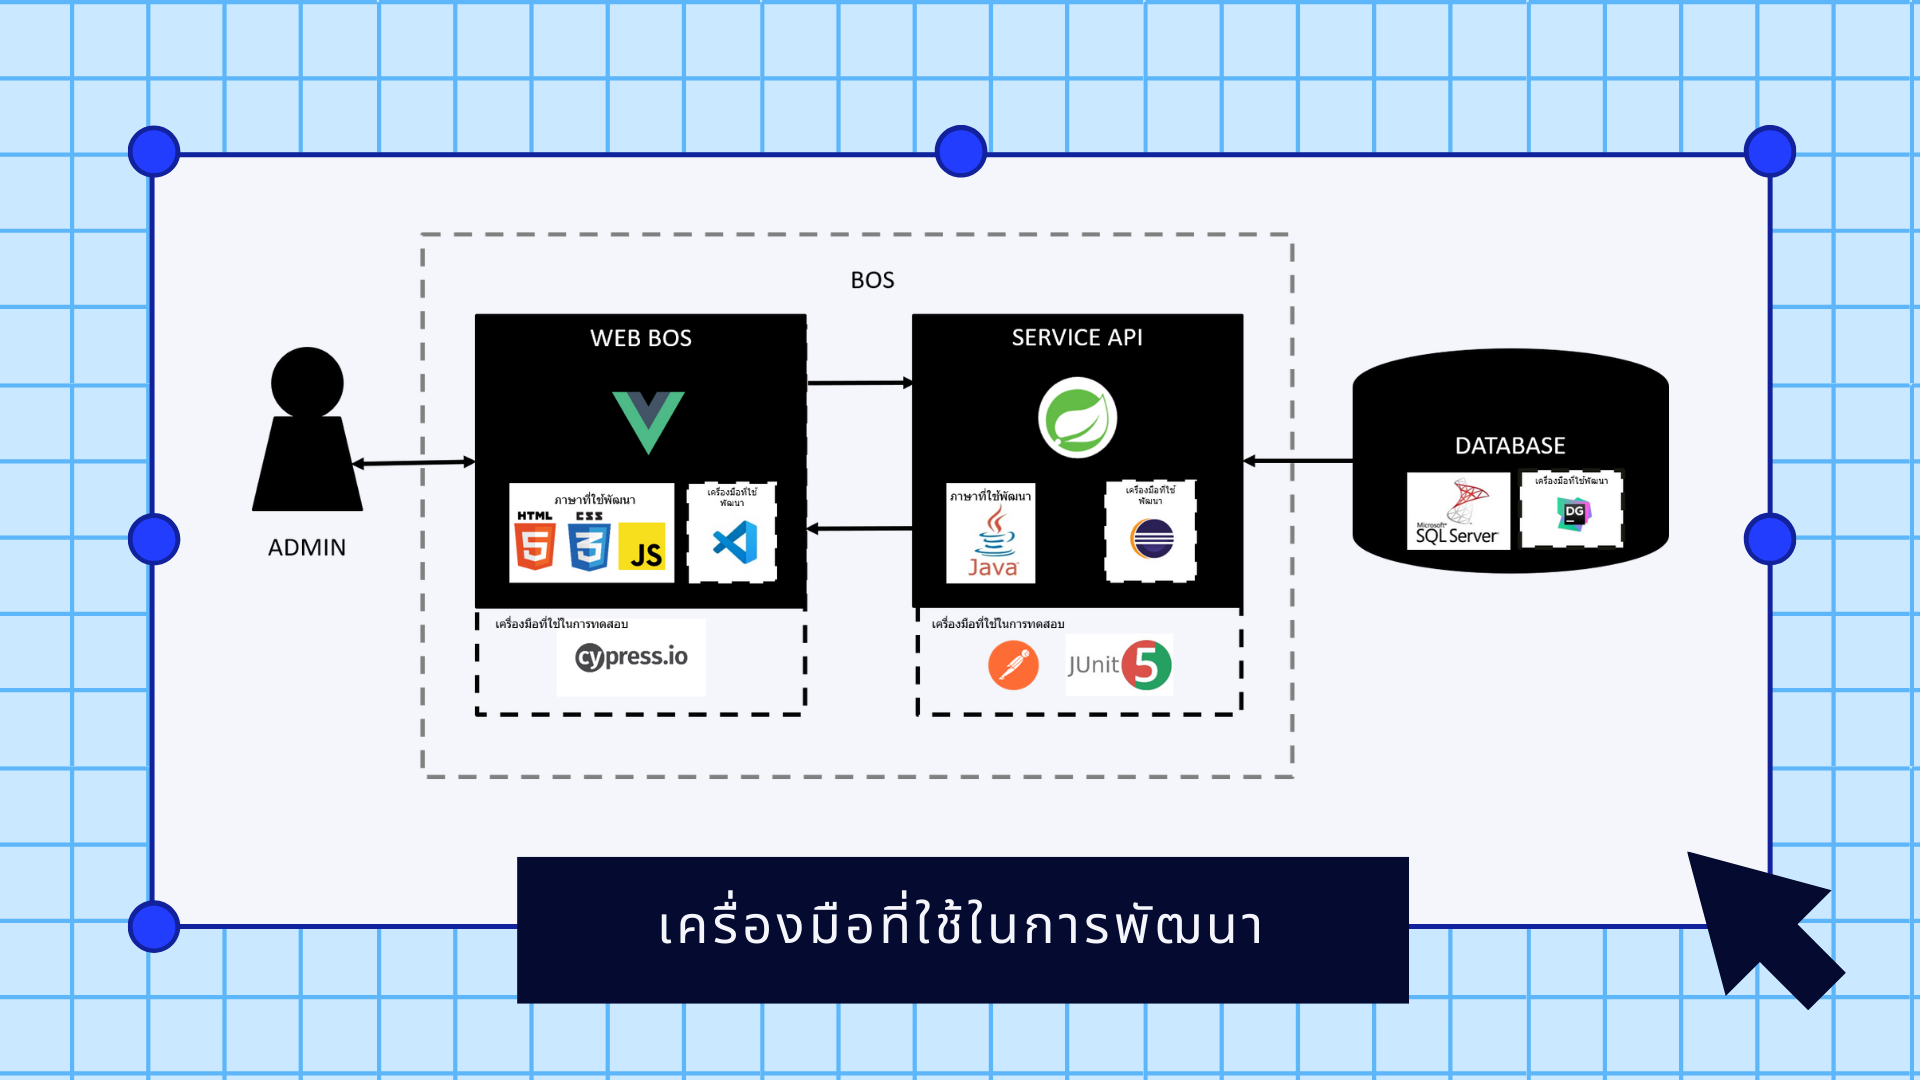 BOS
WEB BOS
SERVICE API
DATABASE
ADMIN
ภาษาที่ใช้พัฒนา
HTML
5
CSS
3
JS
เครื่องมือที่ใช้
พัฒนา
ภาษาที่ใช้พัฒนา
Java
เครื่องมือที่ใช้
พัฒนา
Microsoft
SQL Server
เครื่องมือที่ใช้พัฒนา
DG
เครื่องมือที่ใช้ในการทดสอบ
cypress.io
เครื่องมือที่ใช้ในการทดสอบ
JUnit 5
เครื่องมือที่ใช้ในการพัฒนา